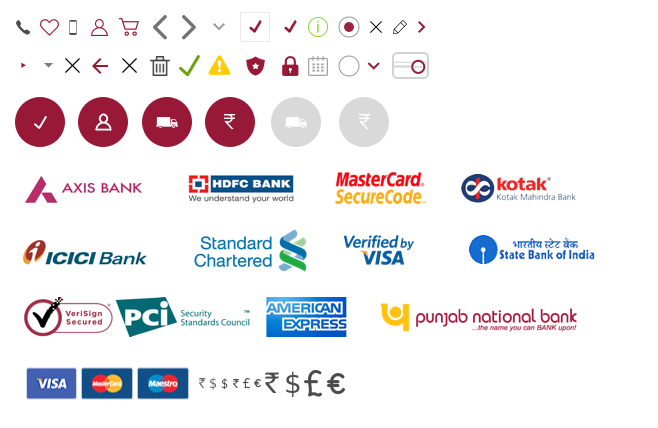 ₹
₹
AXIS BANK
HDFC BANK
We understand your world
MasterCard®
SecureCode™
kotak®
Kotak Mahindra Bank
ICICI Bank
Standard
Chartered
Verified by
VISA
भारतीय स्टेट बैंक
State Bank of India
VeriSign®
Secured
PCi
Security ™
Standards Council
AMERICAN
EXPRESS
punjab national bank
...the name you can BANK upon!
VISA
MasterCard
Maestro
₹ $ $ ₹ £ € ₹ $ £ €